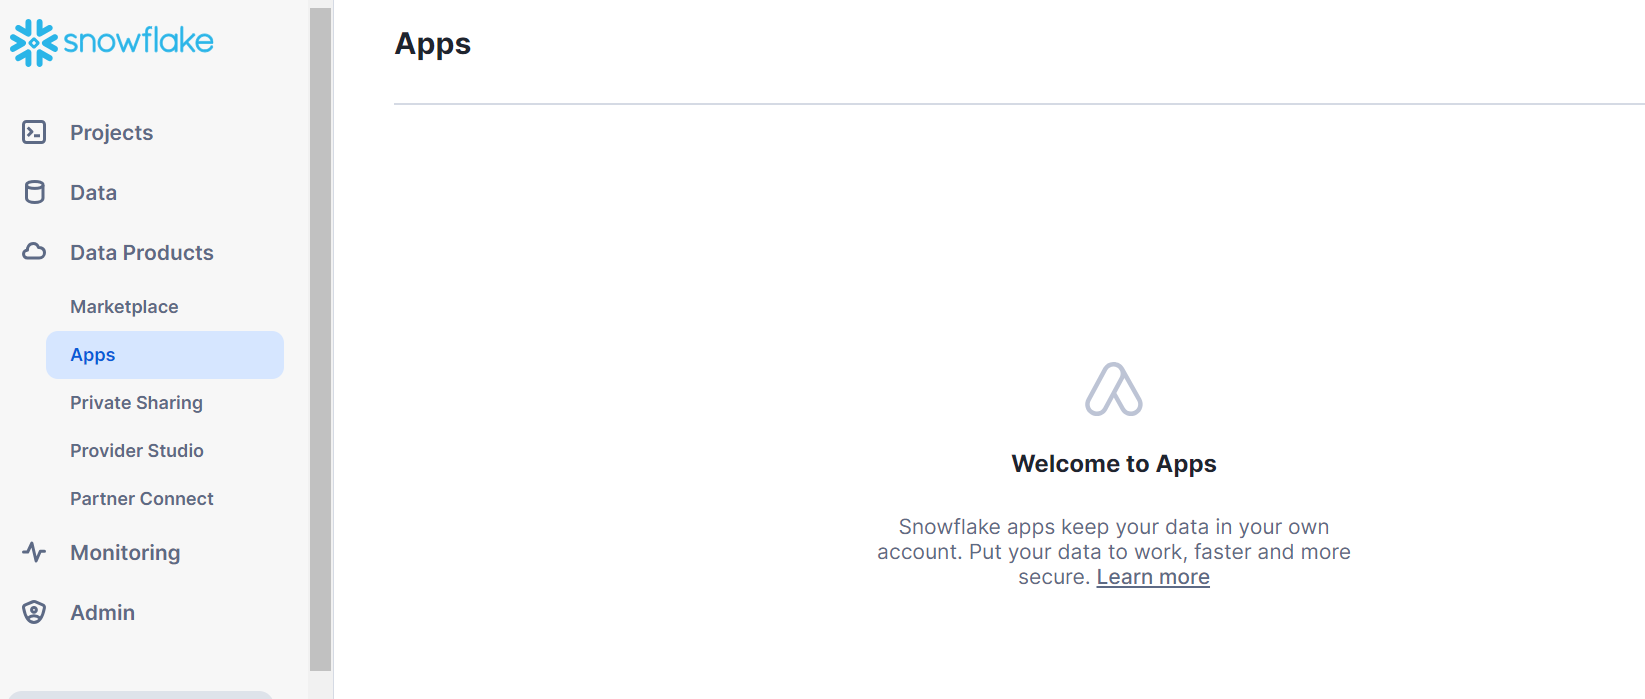 snowflake
Projects
Data
Data Products
Marketplace
Apps
Private Sharing
Provider Studio
Partner Connect
Monitoring
Admin
Apps
Welcome to Apps
Snowflake apps keep your data in your own
account. Put your data to work, faster and more
secure. Learn more